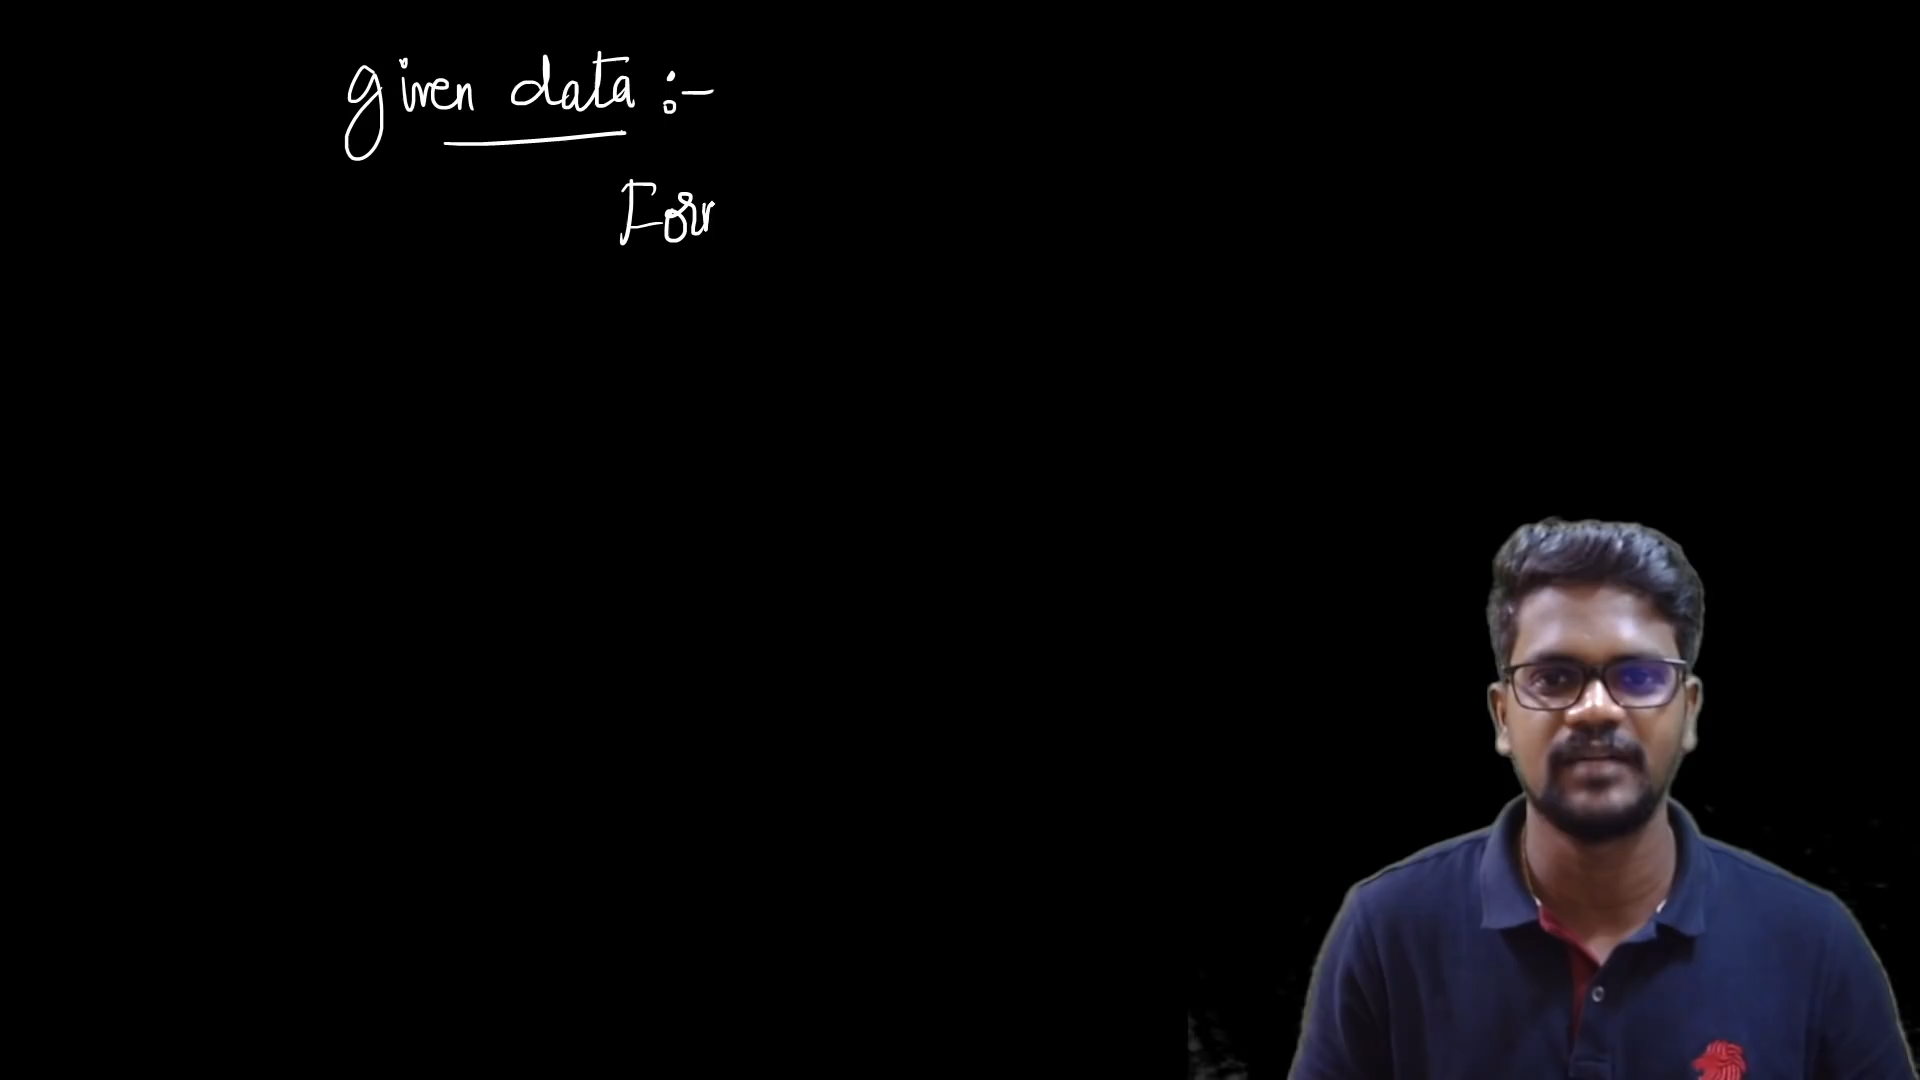 given data :-
For